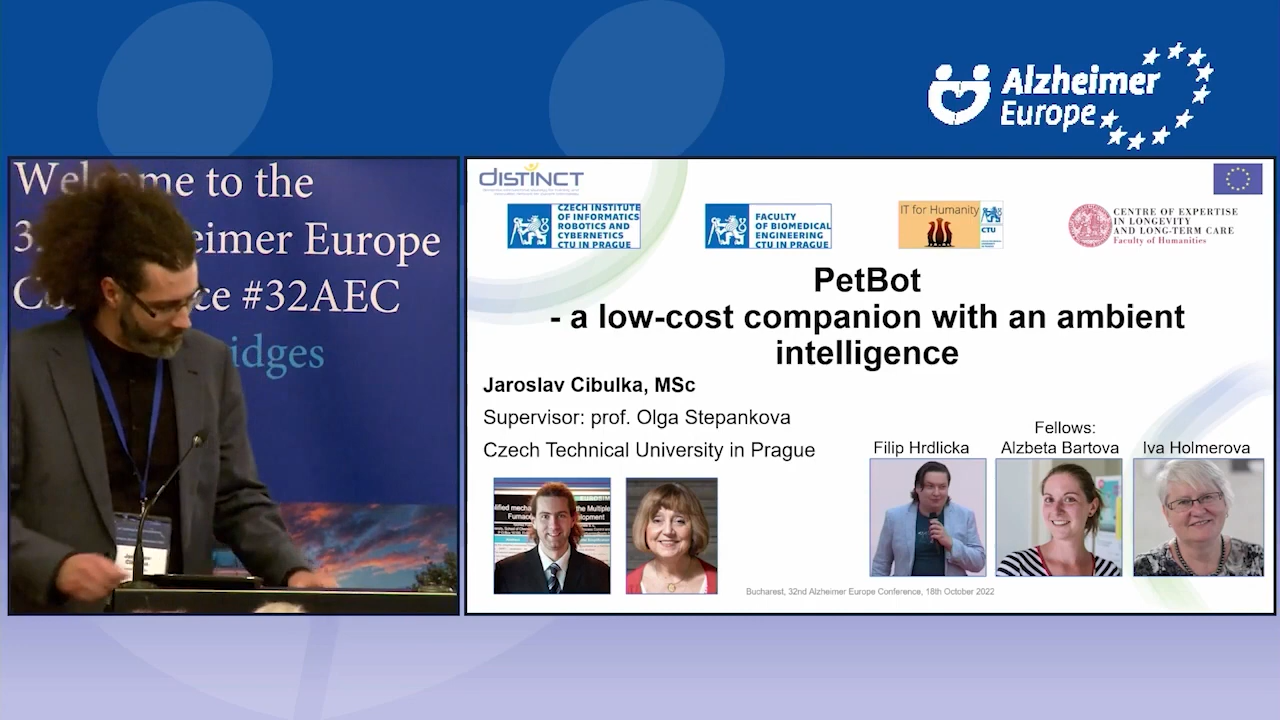 Alzheimer
Europe
Welcome to the
3 eimer Europe
Co ce #32AEC
idges
DISTINCT
CZECH INSTITUTE
OF INFORMATICS
ROBOTICS AND
CYBERNETICS
CTU IN PRAGUE
FACULTY
OF BIOMEDICAL
ENGINEERING
CTU IN PRAGUE
IT for Humanity
CTU
CENTRE OF EXPERTISE
IN LONGEVITY
AND LONG-TERM CARE
Faculty of Humanities
PetBot
- a low-cost companion with an ambient
intelligence
Jaroslav Cibulka, MSc
Supervisor: prof. Olga Stepankova
Czech Technical University in Prague
Fellows:
Filip Hrdlicka Alzbeta Bartova Iva Holmerova
Bucharest, 32nd Alzheimer Europe Conference, 18th October 2022